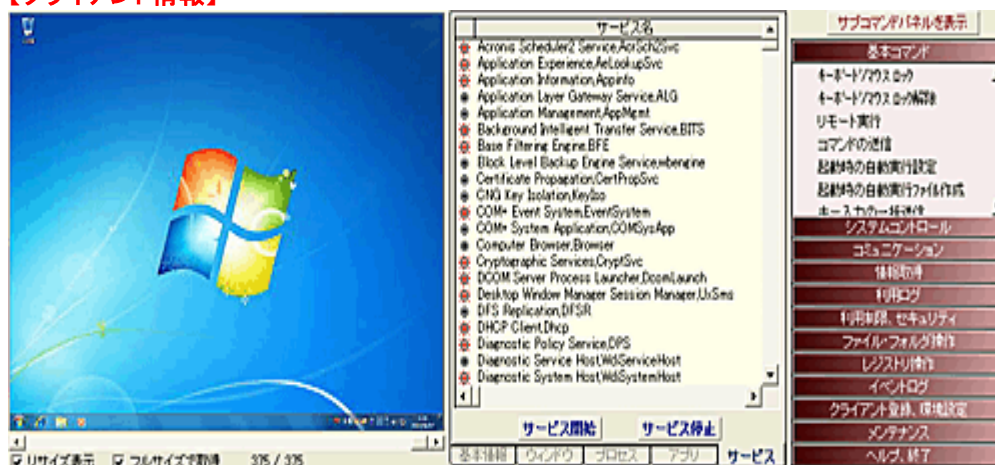 【クライアント情報】
サービス名
Acronis Scheduler2 Service,AcrSch2Svc
Application Experience,AeLookupSvc
Application Information,Appinfo
Application Layer Gateway Service,ALG
Application Management,AppMgmt
Background Intelligent Transfer Service,BITS
Base Filtering Engine,BFE
Block Level Backup Engine Service,wbengine
Certificate Propagation,CertPropSvc
CNG Key Isolation,KeyIso
COM+ Event System,EventSystem
COM+ System Application,COMSysApp
Computer Browser,Browser
Cryptographic Services,CryptSvc
DCOM Server Process Launcher,DcomLaunch
Desktop Window Manager Session Manager,UxSms
DFS Replication,DFSR
DHCP Client,Dhcp
Diagnostic Policy Service,DPS
Diagnostic Service Host,WdiServiceHost
Diagnostic System Host,WdiSystemHost
サービス開始 サービス停止
基本情報 ウィンドウ プロセス アプリ サービス
リサイズ表示 フルサイズで取得 375 / 375
サブコマンドパネルを表示
基本コマンド
キーボード/マウス ロック
キーボード/マウス ロック解除
リモート実行
コマンドの送信
起動時の自動実行設定
起動時の自動実行ファイル作成
システムコントロール
コミュニケーション
情報取得
利用ログ
利用制限、セキュリティ
ファイル・フォルダ操作
レジストリ操作
イベントログ
クライアント登録、環境設定
メンテナンス
ヘルプ、終了